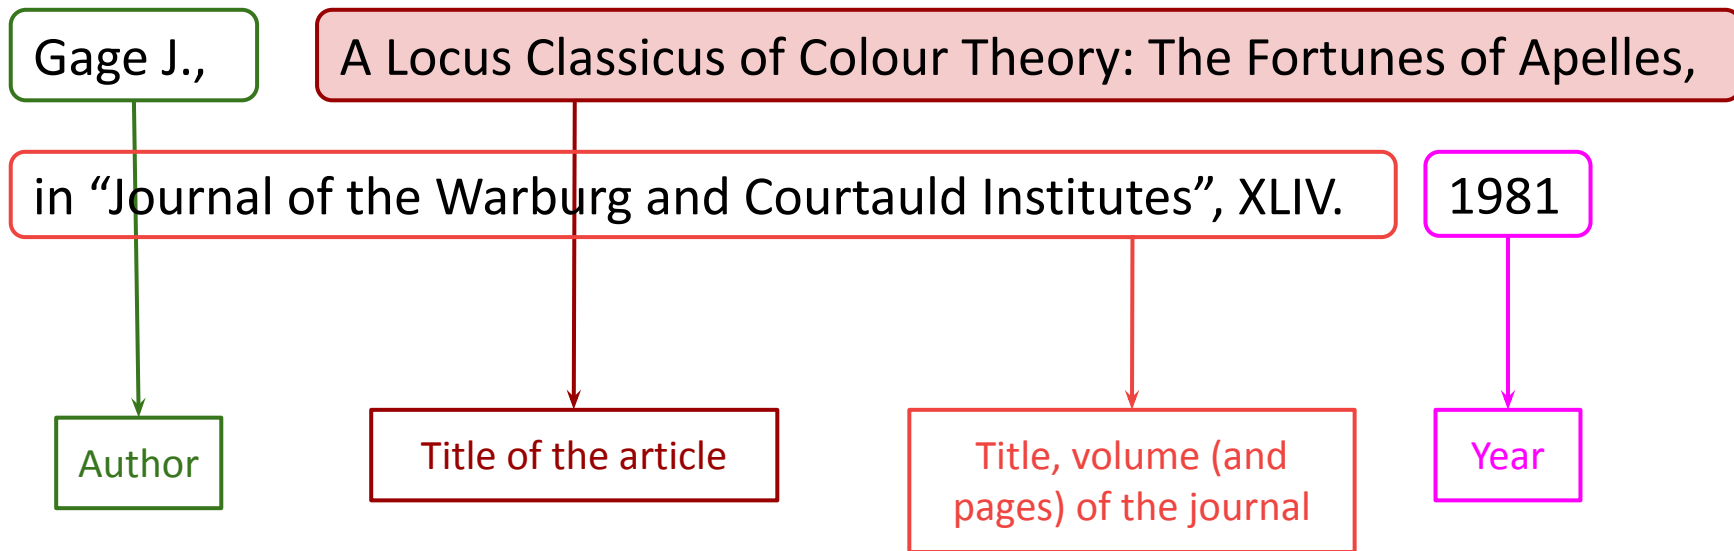 Gage J., A Locus Classicus of Colour Theory: The Fortunes of Apelles,
in “Journal of the Warburg and Courtauld Institutes”, XLIV. 1981
Author
Title of the article
Title, volume (and
pages) of the journal
Year